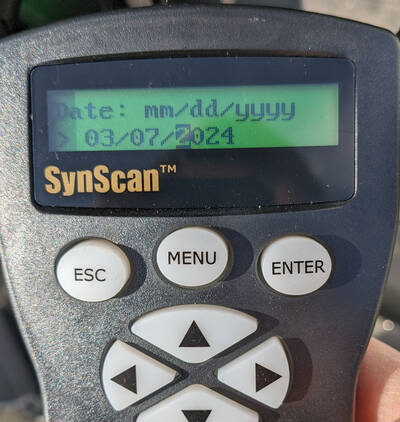 Date: mm/dd/yyyy
> 03/07/2024
SynScan™
ESC
MENU
ENTER